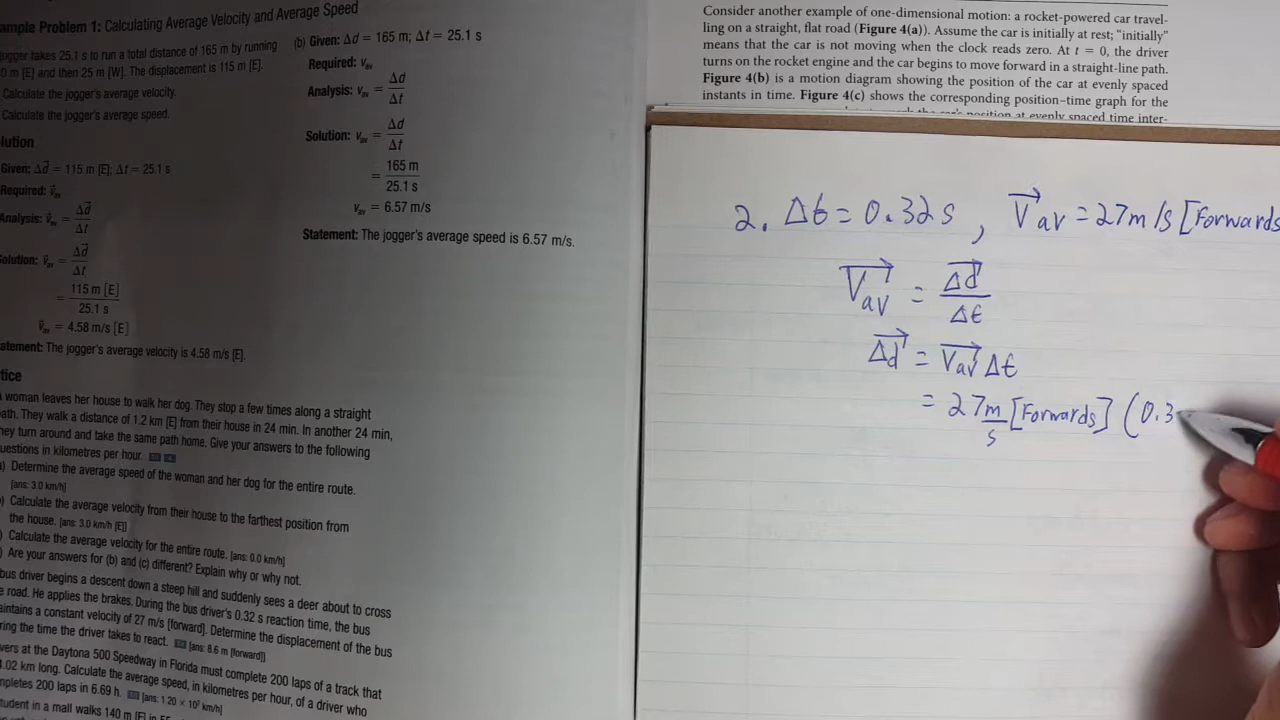 ample Problem 1: Calculating Average Velocity and Average Speed
jogger takes 25.1 s to run a total distance of 165 m by running
0 m [E] and then 25 m [W]. The displacement is 115 m [E].
Calculate the jogger's average velocity.
Calculate the jogger's average speed.
lution
Given: Δd⃗ = 115 m [E]; Δt = 25.1 s
Required: v⃗av
Analysis: v⃗av = Δd⃗/Δt
Solution: v⃗av = Δd⃗/Δt
= 115 m [E]/25.1 s
v⃗av = 4.58 m/s [E]
atement: The jogger's average velocity is 4.58 m/s [E].
(b) Given: Δd = 165 m; Δt = 25.1 s
Required: vav
Analysis: vav = Δd/Δt
Solution: vav = Δd/Δt
= 165 m/25.1 s
vav = 6.57 m/s
Statement: The jogger's average speed is 6.57 m/s.
tice
woman leaves her house to walk her dog. They stop a few times along a straight
ath. They walk a distance of 1.2 km [E] from their house in 24 min. In another 24 min,
hey turn around and take the same path home. Give your answers to the following
uestions in kilometres per hour.
) Determine the average speed of the woman and her dog for the entire route.
[ans: 3.0 km/h]
) Calculate the average velocity from their house to the farthest position from
the house. [ans: 3.0 km/h [E]]
) Calculate the average velocity for the entire route. [ans: 0.0 km/h]
) Are your answers for (b) and (c) different? Explain why or why not.
bus driver begins a descent down a steep hill and suddenly sees a deer about to cross
e road. He applies the brakes. During the bus driver's 0.32 s reaction time, the bus
aintains a constant velocity of 27 m/s [forward]. Determine the displacement of the bus
ring the time the driver takes to react. [ans: 8.6 m [forward]]
vers at the Daytona 500 Speedway in Florida must complete 200 laps of a track that
4.02 km long. Calculate the average speed, in kilometres per hour, of a driver who
mpletes 200 laps in 6.69 h. [ans: 1.20 × 10² km/h]
tudent in a mall walks 140 m [E] in
Consider another example of one-dimensional motion: a rocket-powered car travel-
ling on a straight, flat road (Figure 4(a)). Assume the car is initially at rest; "initially"
means that the car is not moving when the clock reads zero. At t = 0, the driver
turns on the rocket engine and the car begins to move forward in a straight-line path.
Figure 4(b) is a motion diagram showing the position of the car at evenly spaced
instants in time. Figure 4(c) shows the corresponding position–time graph for the
car's position at evenly spaced time inter-
2. Δt = 0.32 s , V⃗av = 27 m/s [Forwards
V⃗av = Δd⃗/Δt
Δd⃗ = V⃗av Δt
= 27 m/s [Forwards] (0.3